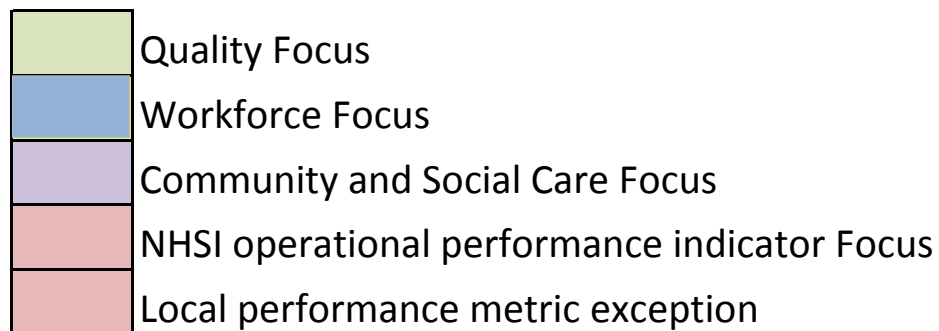 Quality Focus
Workforce Focus
Community and Social Care Focus
NHSI operational performance indicator Focus
Local performance metric exception